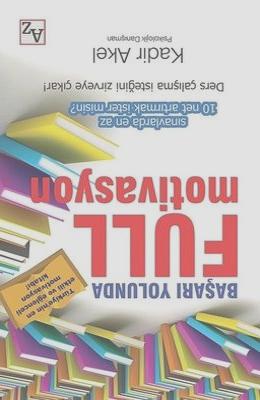 BAŞARI YOLUNDA
FULL
motivasyon
Türkiye'nin en
etkili ve eğlenceli
motivasyon
kitabı!
sınavlarda en az
10 net artırmak ister misin?
Ders çalışma isteğini zirveye çıkar!
Kadir Akel
Psikolojik Danışman
A
Z